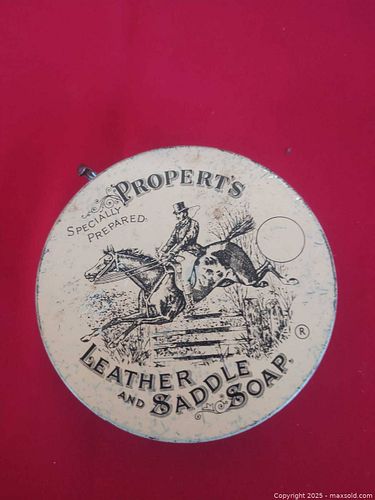 PROPERT'S
SPECIALLY
PREPARED.
LEATHER
AND SADDLE
SOAP.
®
Copyright 2025 - maxsold.com